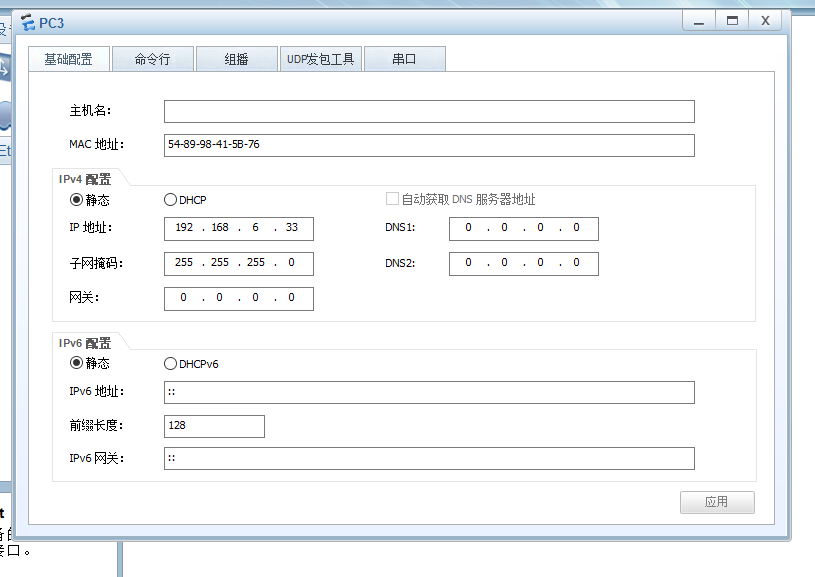 PC3
基础配置 命令行 组播 UDP发包工具 串口
主机名:
MAC 地址: 54-89-98-41-5B-76
IPv4 配置
静态 DHCP 自动获取 DNS 服务器地址
IP 地址: 192 . 168 . 6 . 33 DNS1: 0 . 0 . 0 . 0
子网掩码: 255 . 255 . 255 . 0 DNS2: 0 . 0 . 0 . 0
网关: 0 . 0 . 0 . 0
IPv6 配置
静态 DHCPv6
IPv6 地址: ::
前缀长度: 128
IPv6 网关: ::
应用
接口。